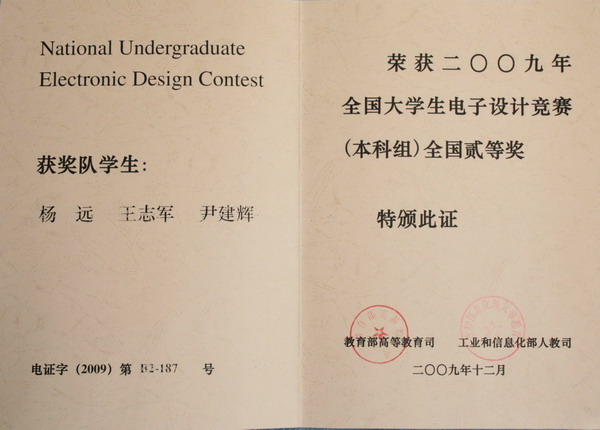 National Undergraduate
Electronic Design Contest
获奖队学生：
杨 远 王志军 尹建辉
电证字（2009）第 B2-187 号
荣获二〇〇九年
全国大学生电子设计竞赛
（本科组）全国贰等奖
特颁此证
教育部高等教育司 工业和信息化部人教司
二〇〇九年十二月